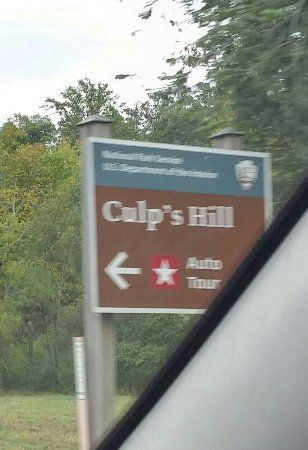 National Park Service
U.S. Department of the Interior
Culp's Hill
Auto
Tour